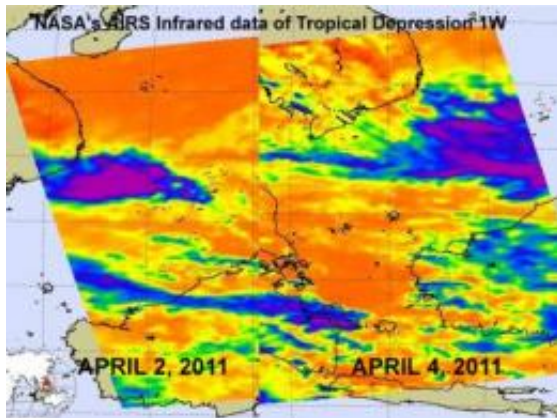 NASA's AIRS Infrared data of Tropical Depression 1W
APRIL 2, 2011
APRIL 4, 2011